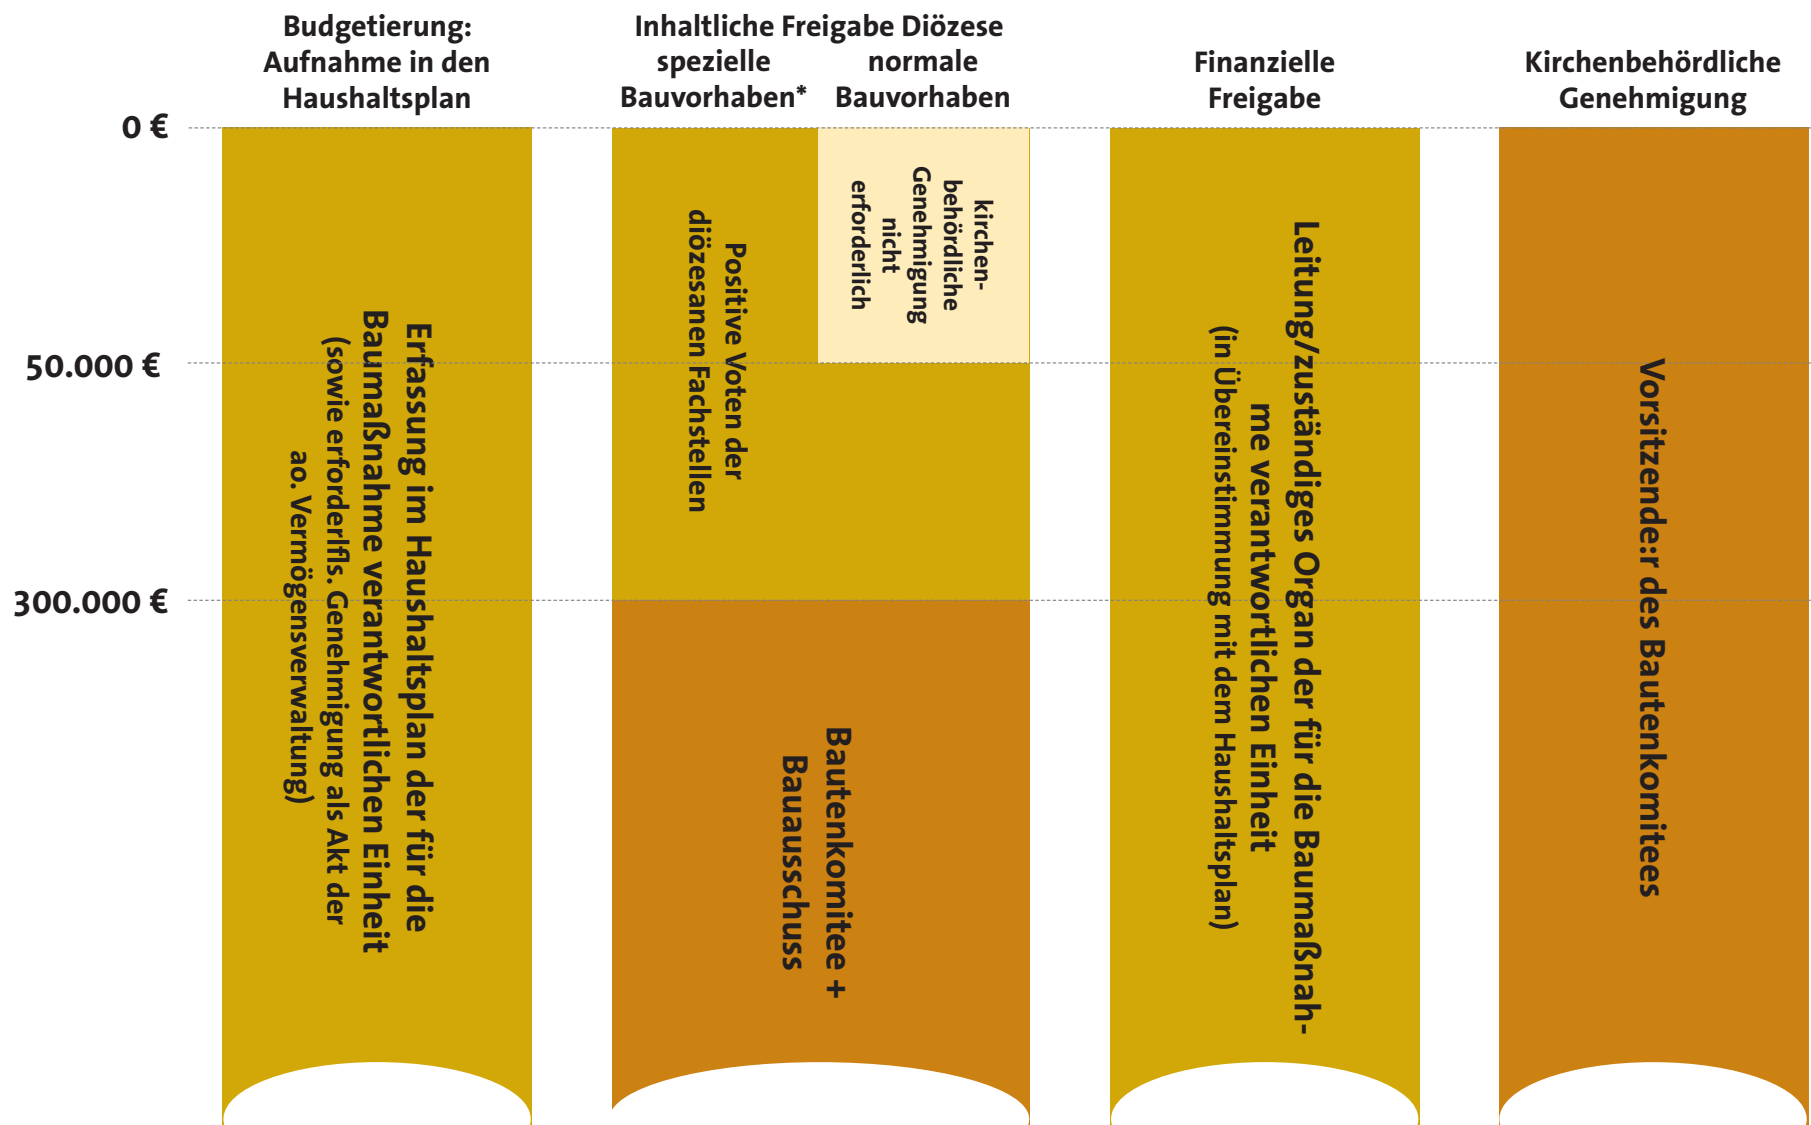 Budgetierung:
Aufnahme in den
Haushaltsplan
Inhaltliche Freigabe Diözese
spezielle
Bauvorhaben*
normale
Bauvorhaben
Finanzielle
Freigabe
Kirchenbehördliche
Genehmigung
0 €
50.000 €
300.000 €
Erfassung im Haushaltsplan der für die
Baumaßnahme verantwortlichen Einheit
(sowie erforderlfls. Genehmigung als Akt der
ao. Vermögensverwaltung)
Positive Voten der
diözesanen Fachstellen
kirchen-
behördliche
Genehmigung
nicht
erforderlich
Bautenkomitee +
Bauausschuss
Leitung/zuständiges Organ der für die Baumaßnah-
me verantwortlichen Einheit
(in Übereinstimmung mit dem Haushaltsplan)
Vorsitzende:r des Bautenkomitees